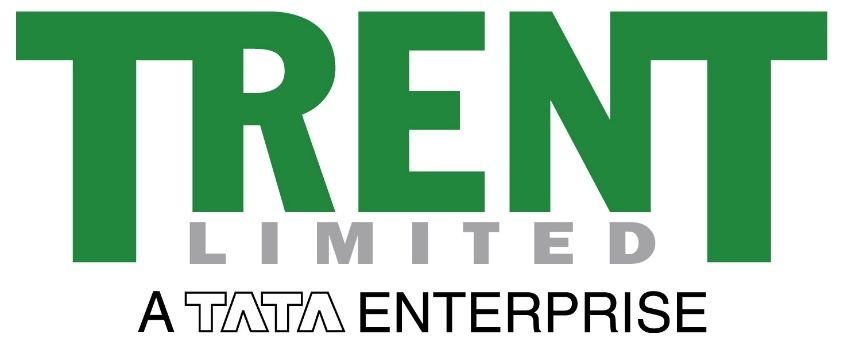 TRENT
LIMITED
A TATA ENTERPRISE